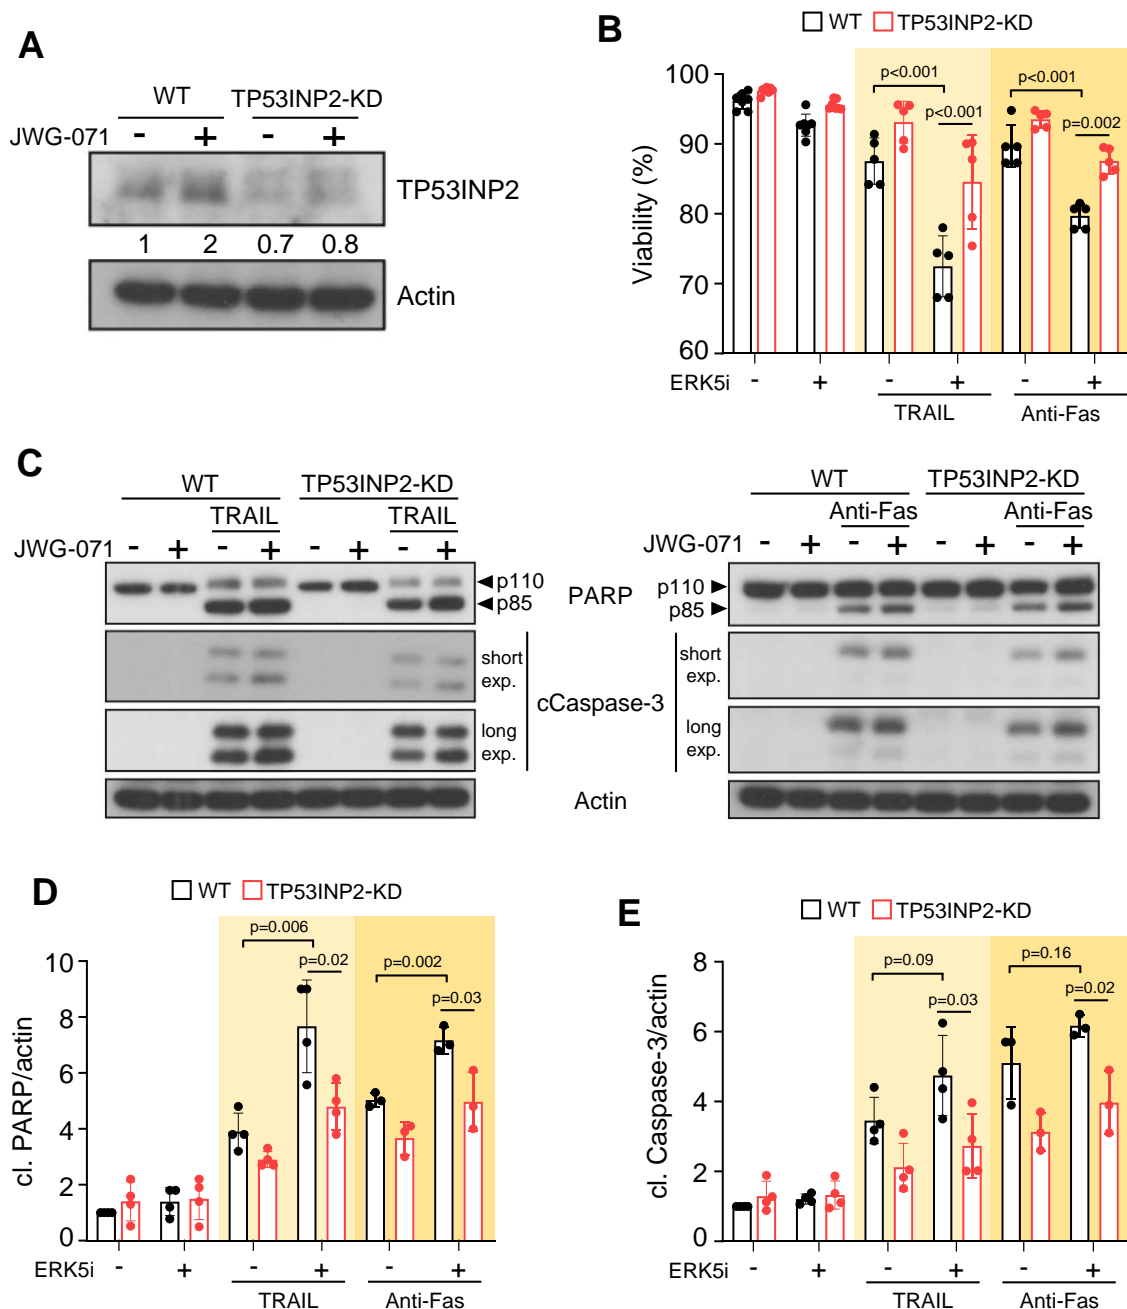 A
WT TP53INP2-KD
JWG-071 - + - +
TP53INP2
1 2 0.7 0.8
Actin
B
WT TP53INP2-KD
p<0.001 p<0.001
p<0.001 p=0.002
Viability (%)
100
90
80
70
60
ERK5i - + - + - +
TRAIL Anti-Fas
C
WT TP53INP2-KD
TRAIL TRAIL
JWG-071 - + - + - + - +
p110
p85
PARP
short
exp.
cCaspase-3
long
exp.
Actin
WT TP53INP2-KD
Anti-Fas Anti-Fas
JWG-071 - + - + - + - +
p110
p85
short
exp.
long
exp.
D
WT TP53INP2-KD
p=0.006
p=0.02 p=0.002
p=0.03
cl. PARP/actin
10
8
6
4
2
0
ERK5i - + - + - +
TRAIL Anti-Fas
E
WT TP53INP2-KD
p=0.09 p=0.16
p=0.03 p=0.02
cl. Caspase-3/actin
8
6
4
2
0
ERK5i - + - + - +
TRAIL Anti-Fas